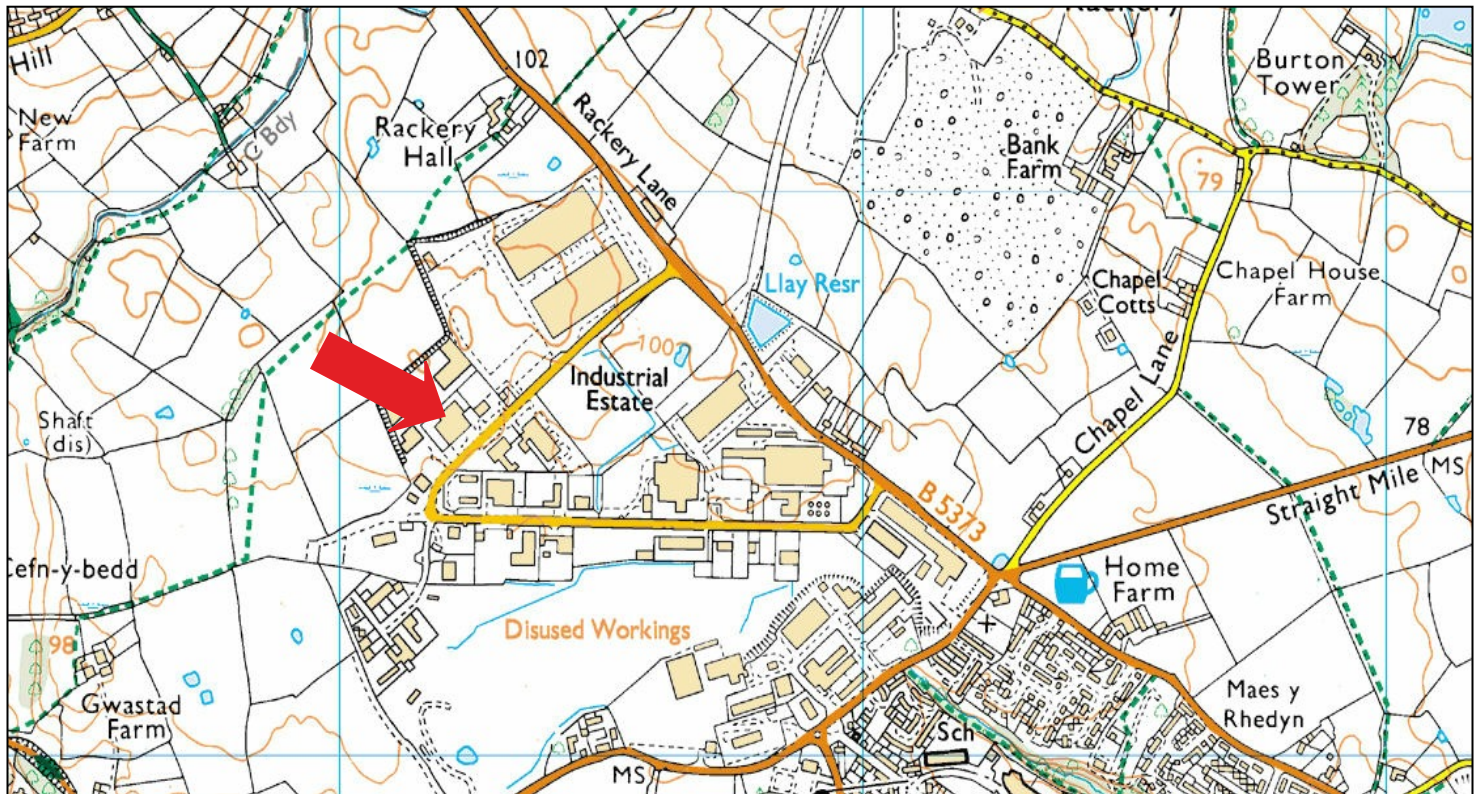 Hill
102
Burton
Tower
New
Farm
C Bdy
Rackery
Hall
Rackery Lane
Bank
Farm
79
Llay Resr
Chapel
Cotts
Chapel House
Farm
100
Industrial
Estate
Chapel Lane
Shaft
(dis)
78
MS
Straight Mile
B 5373
Cefn-y-bedd
Home
Farm
Disused Workings
98
Gwastad
Farm
Maes y
Rhedyn
Sch
MS